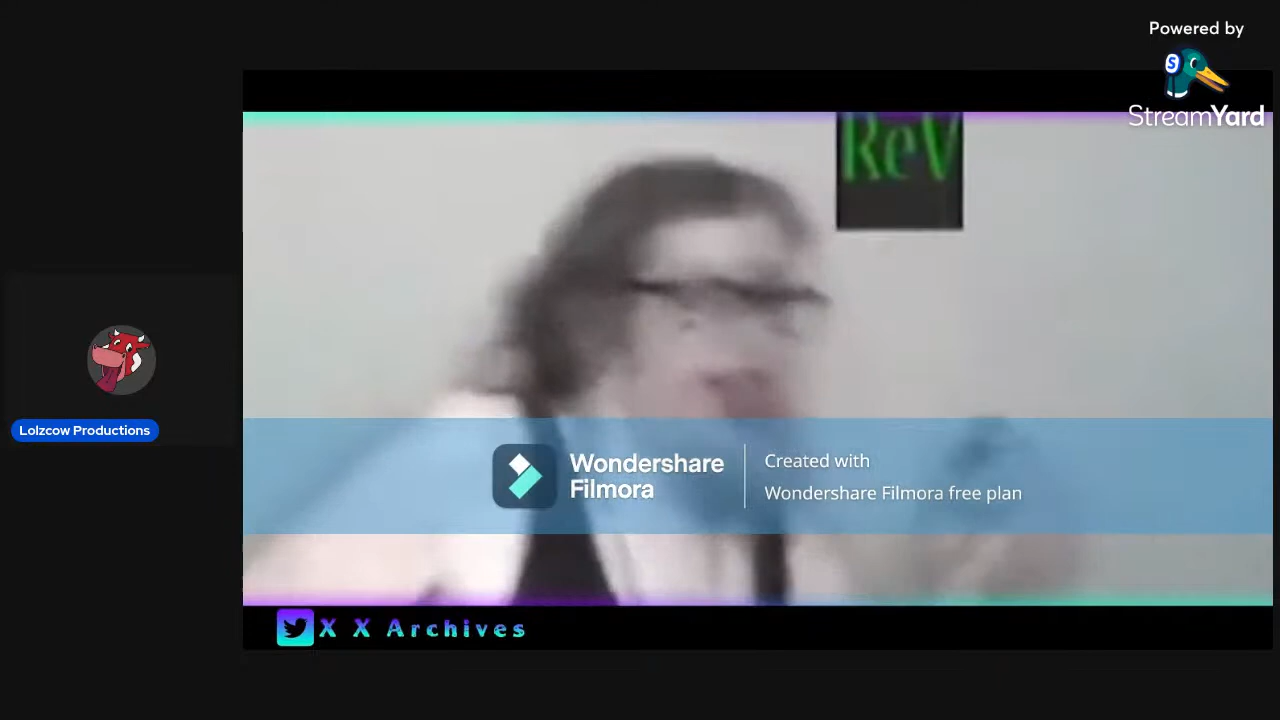 Powered by
StreamYard
ReV
Lolzcow Productions
Wondershare
Filmora
Created with
Wondershare Filmora free plan
X X Archives